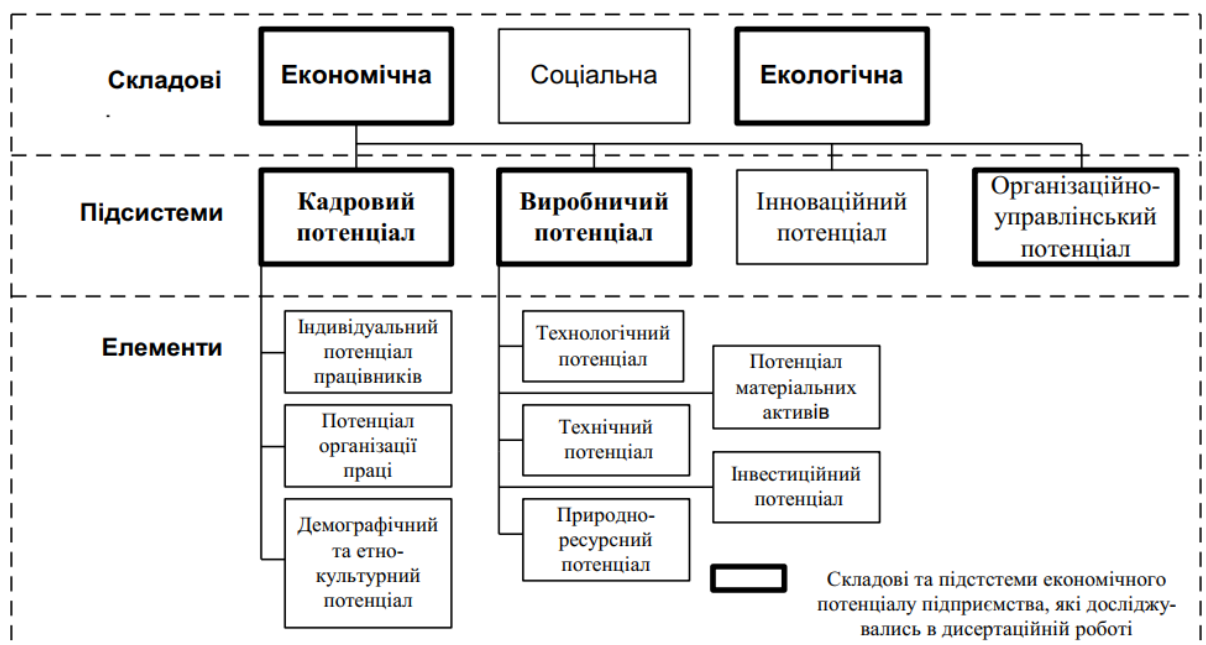 Складові
Економічна
Соціальна
Екологічна
Підсистеми
Кадровий
потенціал
Виробничий
потенціал
Інноваційний
потенціал
Організаційно-
управлінський
потенціал
Елементи
Індивідуальний
потенціал
працівників
Потенціал
організації
праці
Демографічний
та етно-
культурний
потенціал
Технологічний
потенціал
Потенціал
матеріальних
активів
Технічний
потенціал
Інвестиційний
потенціал
Природно-
ресурсний
потенціал
Складові та підстстеми економічного
потенціалу підприємства, які досліджу-
вались в дисертаційній роботі